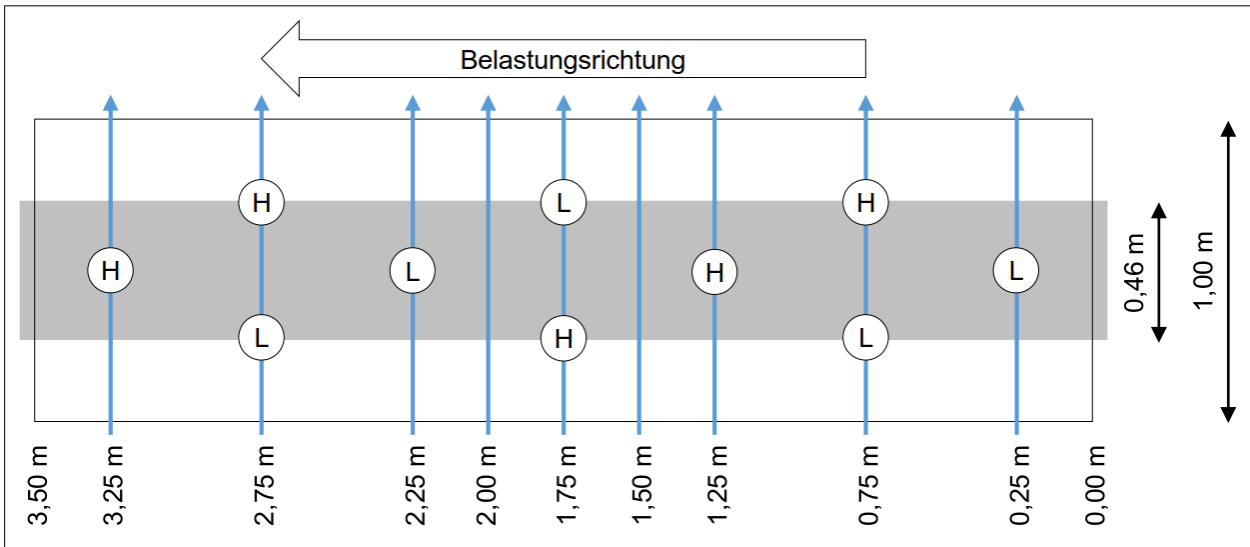 Belastungsrichtung
H L H
H L H L
L H L
0,46 m
1,00 m
3,50 m
3,25 m
2,75 m
2,25 m
2,00 m
1,75 m
1,50 m
1,25 m
0,75 m
0,25 m
0,00 m